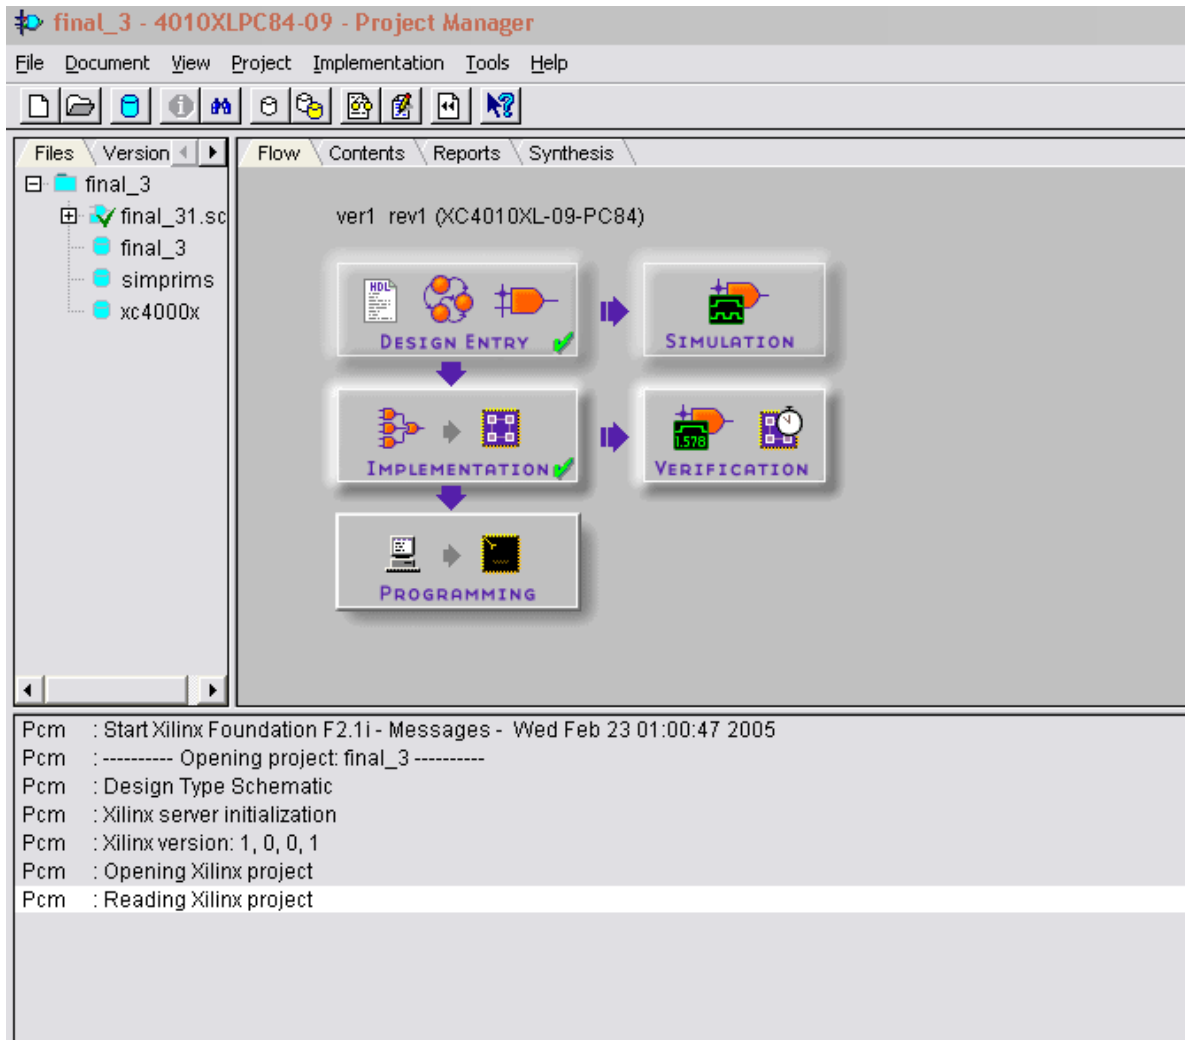 final_3 - 4010XLPC84-09 - Project Manager
File Document View Project Implementation Tools Help
Files Version
Flow Contents Reports Synthesis
final_3
final_31.sc
final_3
simprims
xc4000x
ver1 rev1 (XC4010XL-09-PC84)
HDL
DESIGN ENTRY
SIMULATION
IMPLEMENTATION
1.578
VERIFICATION
PROGRAMMING
Pcm : Start Xilinx Foundation F2.1i - Messages - Wed Feb 23 01:00:47 2005
Pcm : ---------- Opening project: final_3 ----------
Pcm : Design Type Schematic
Pcm : Xilinx server initialization
Pcm : Xilinx version: 1, 0, 0, 1
Pcm : Opening Xilinx project
Pcm : Reading Xilinx project